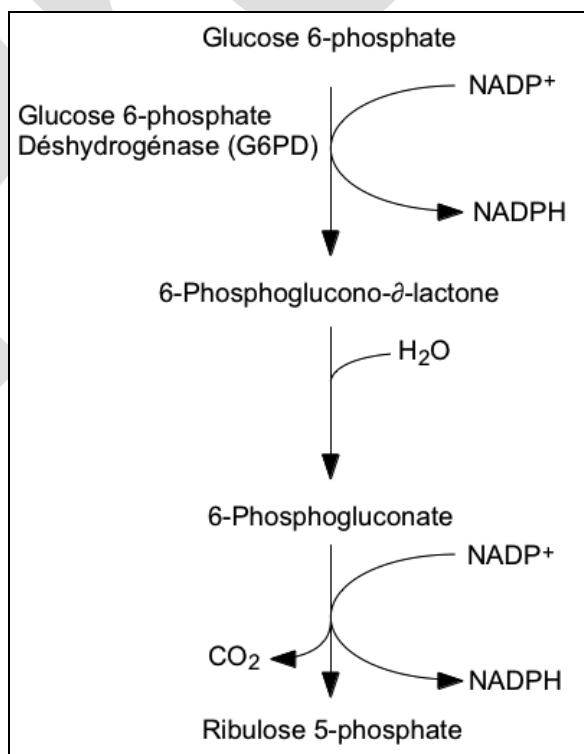 Glucose 6-phosphate
NADP+
Glucose 6-phosphate
Déshydrogénase (G6PD)
NADPH
6-Phosphoglucono-∂-lactone
H2O
6-Phosphogluconate
NADP+
CO2
NADPH
Ribulose 5-phosphate